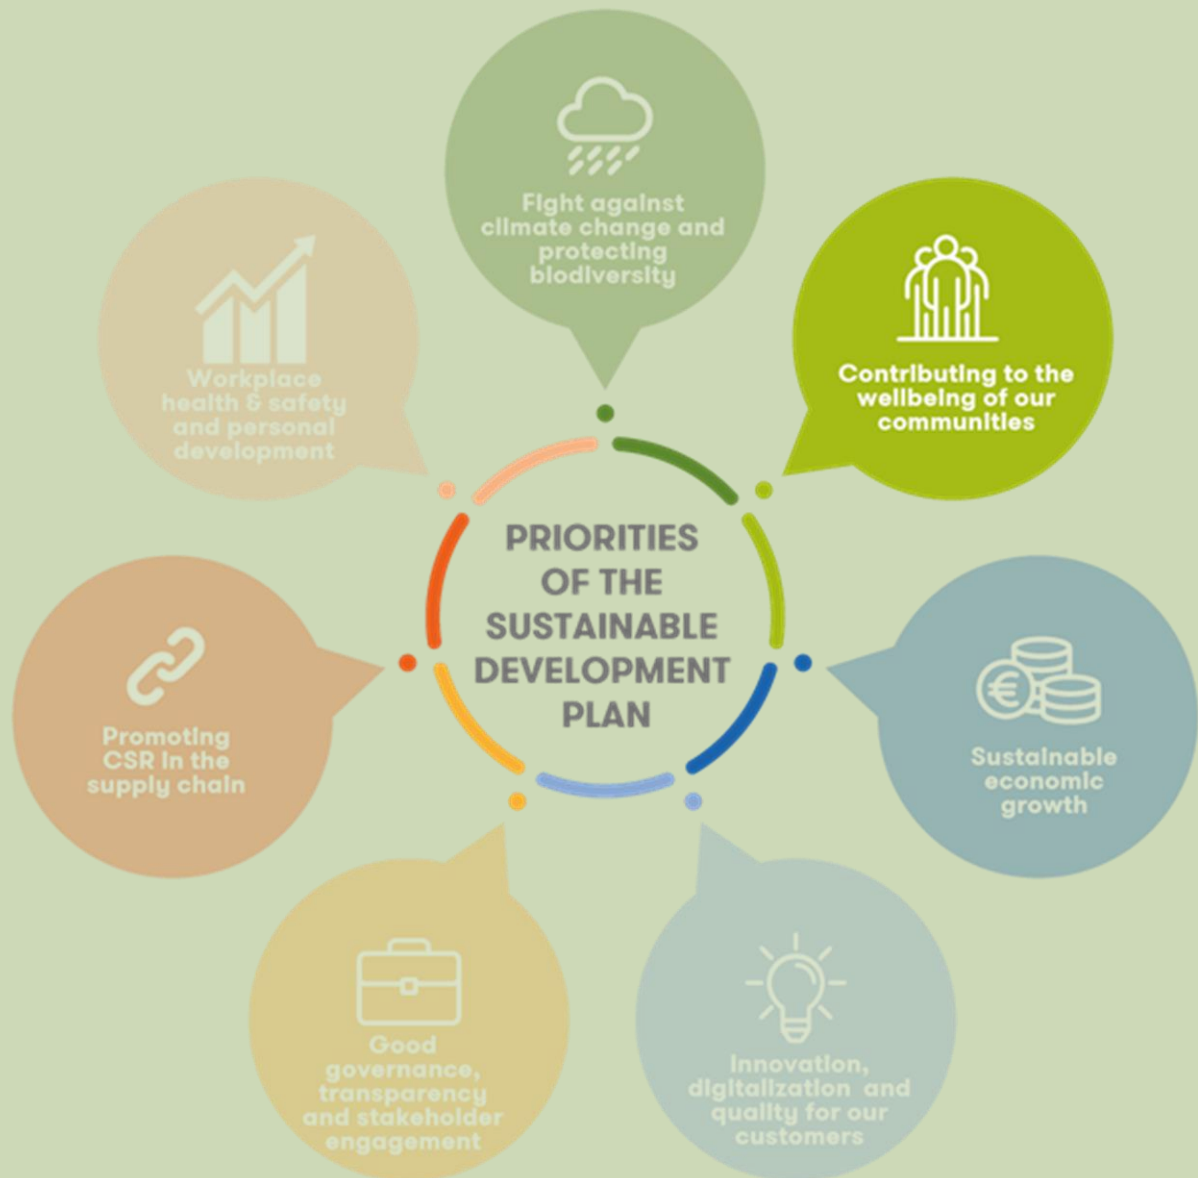 PRIORITIES
OF THE
SUSTAINABLE
DEVELOPMENT
PLAN
Fight against
climate change and
protecting
biodiversity
Contributing to the
wellbeing of our
communities
€
Sustainable
economic
growth
Innovation,
digitalization and
quality for our
customers
Good
governance,
transparency
and stakeholder
engagement
Promoting
CSR in the
supply chain
Workplace
health & safety
and personal
development